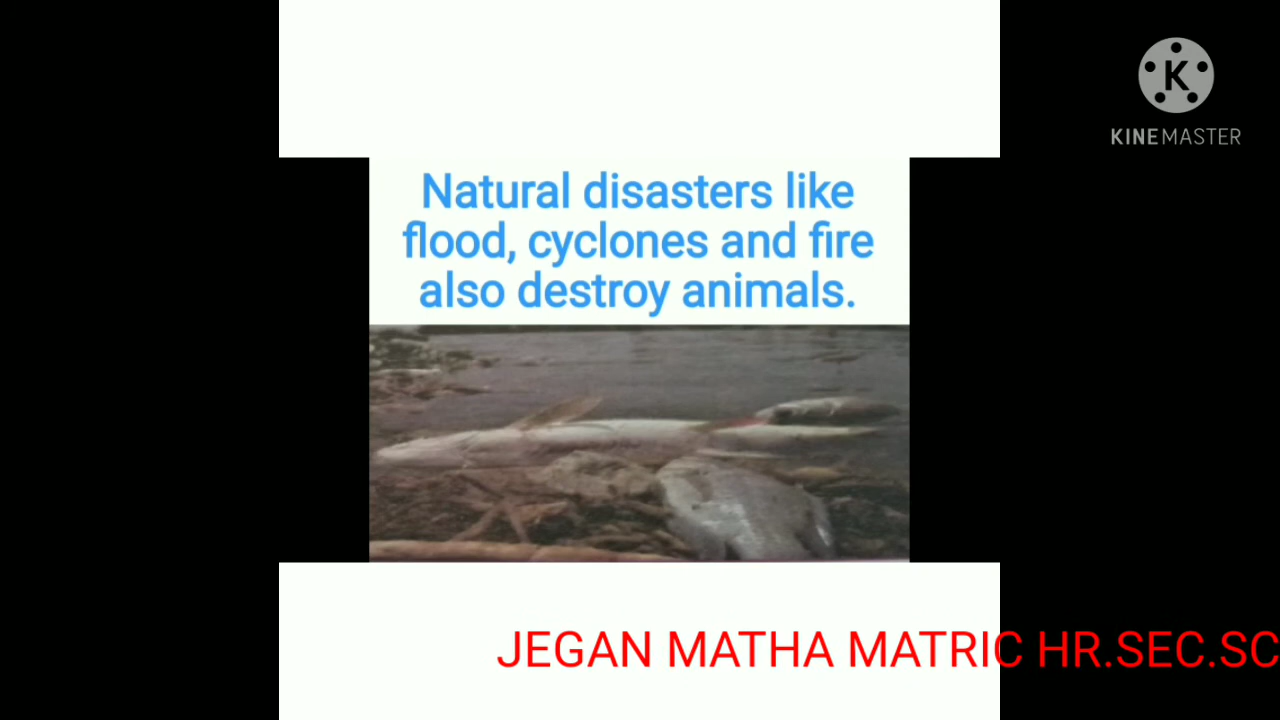 K
KINEMASTER
Natural disasters like
flood, cyclones and fire
also destroy animals.
JEGAN MATHA MATRIC HR.SEC.SC